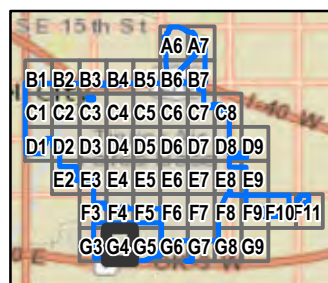 SE 15th St
A6 A7
B1 B2 B3 B4 B5 B6 B7
C1 C2 C3 C4 C5 C6 C7 C8
I-40 W
D1 D2 D3 D4 D5 D6 D7 D8 D9
E2 E3 E4 E5 E6 E7 E8 E9
F3 F4 F5 F6 F7 F8 F9 F10 F11
G3 G4 G5 G6 G7 G8 G9